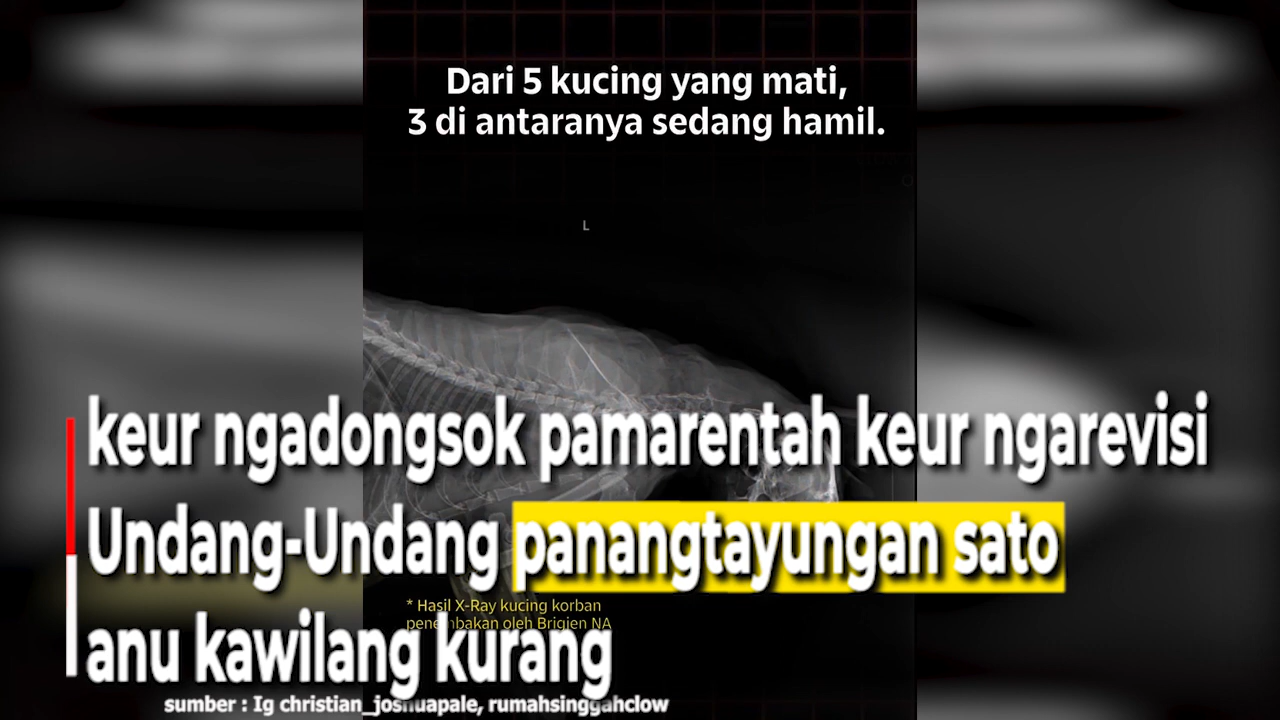 Dari 5 kucing yang mati,
3 di antaranya sedang hamil.
L
keur ngadongsok pamarentah keur ngarevisi
Undang-Undang panangtayungan sato
anu kawilang kurang
* Hasil X-Ray kucing korban
penembakan oleh Brigjen NA
sumber : Ig christian_joshuapale, rumahsinggahclow